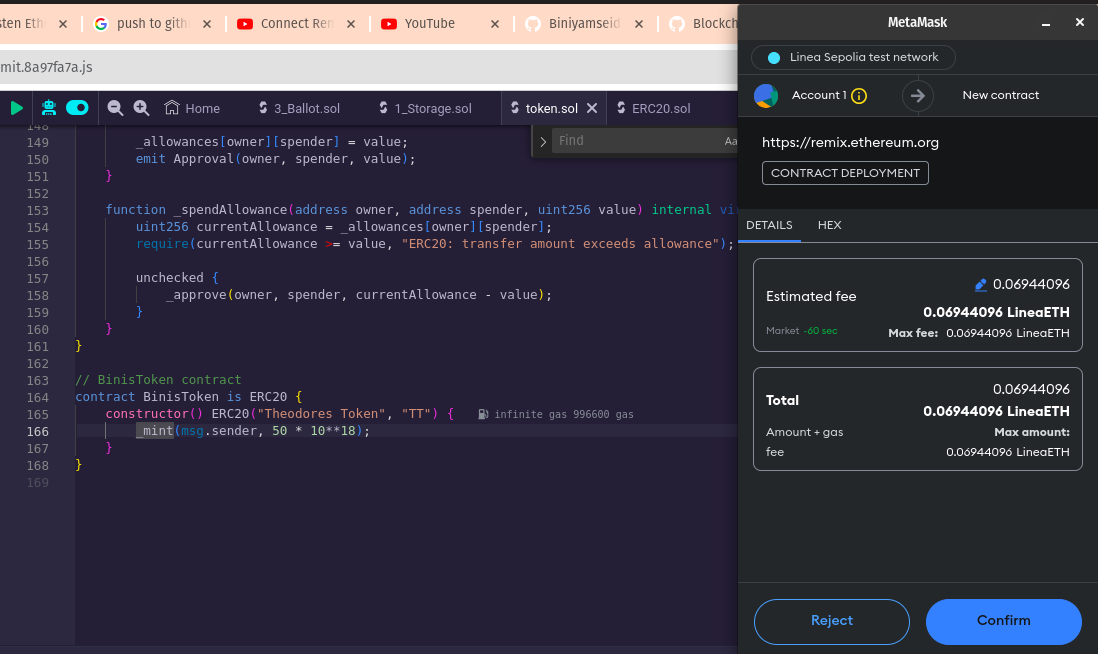 sten Eth
push to gith
Connect Ren
YouTube
Biniyamseid
Blockch
mit.8a97fa7a.js
Home
3_Ballot.sol
1_Storage.sol
token.sol
ERC20.sol
Find
Aa
148
149 _allowances[owner][spender] = value;
150 emit Approval(owner, spender, value);
151 }
152
153 function _spendAllowance(address owner, address spender, uint256 value) internal vi
154 uint256 currentAllowance = _allowances[owner][spender];
155 require(currentAllowance >= value, "ERC20: transfer amount exceeds allowance");
156
157 unchecked {
158 _approve(owner, spender, currentAllowance - value);
159 }
160 }
161 }
162
163 // BinisToken contract
164 contract BinisToken is ERC20 {
165 constructor() ERC20("Theodores Token", "TT") { infinite gas 996600 gas
166 _mint(msg.sender, 50 * 10**18);
167 }
168 }
169
MetaMask
Linea Sepolia test network
Account 1
New contract
https://remix.ethereum.org
CONTRACT DEPLOYMENT
DETAILS
HEX
Estimated fee
0.06944096
0.06944096 LineaETH
Market -60 sec
Max fee: 0.06944096 LineaETH
Total
0.06944096
0.06944096 LineaETH
Amount + gas fee
Max amount:
0.06944096 LineaETH
Reject
Confirm